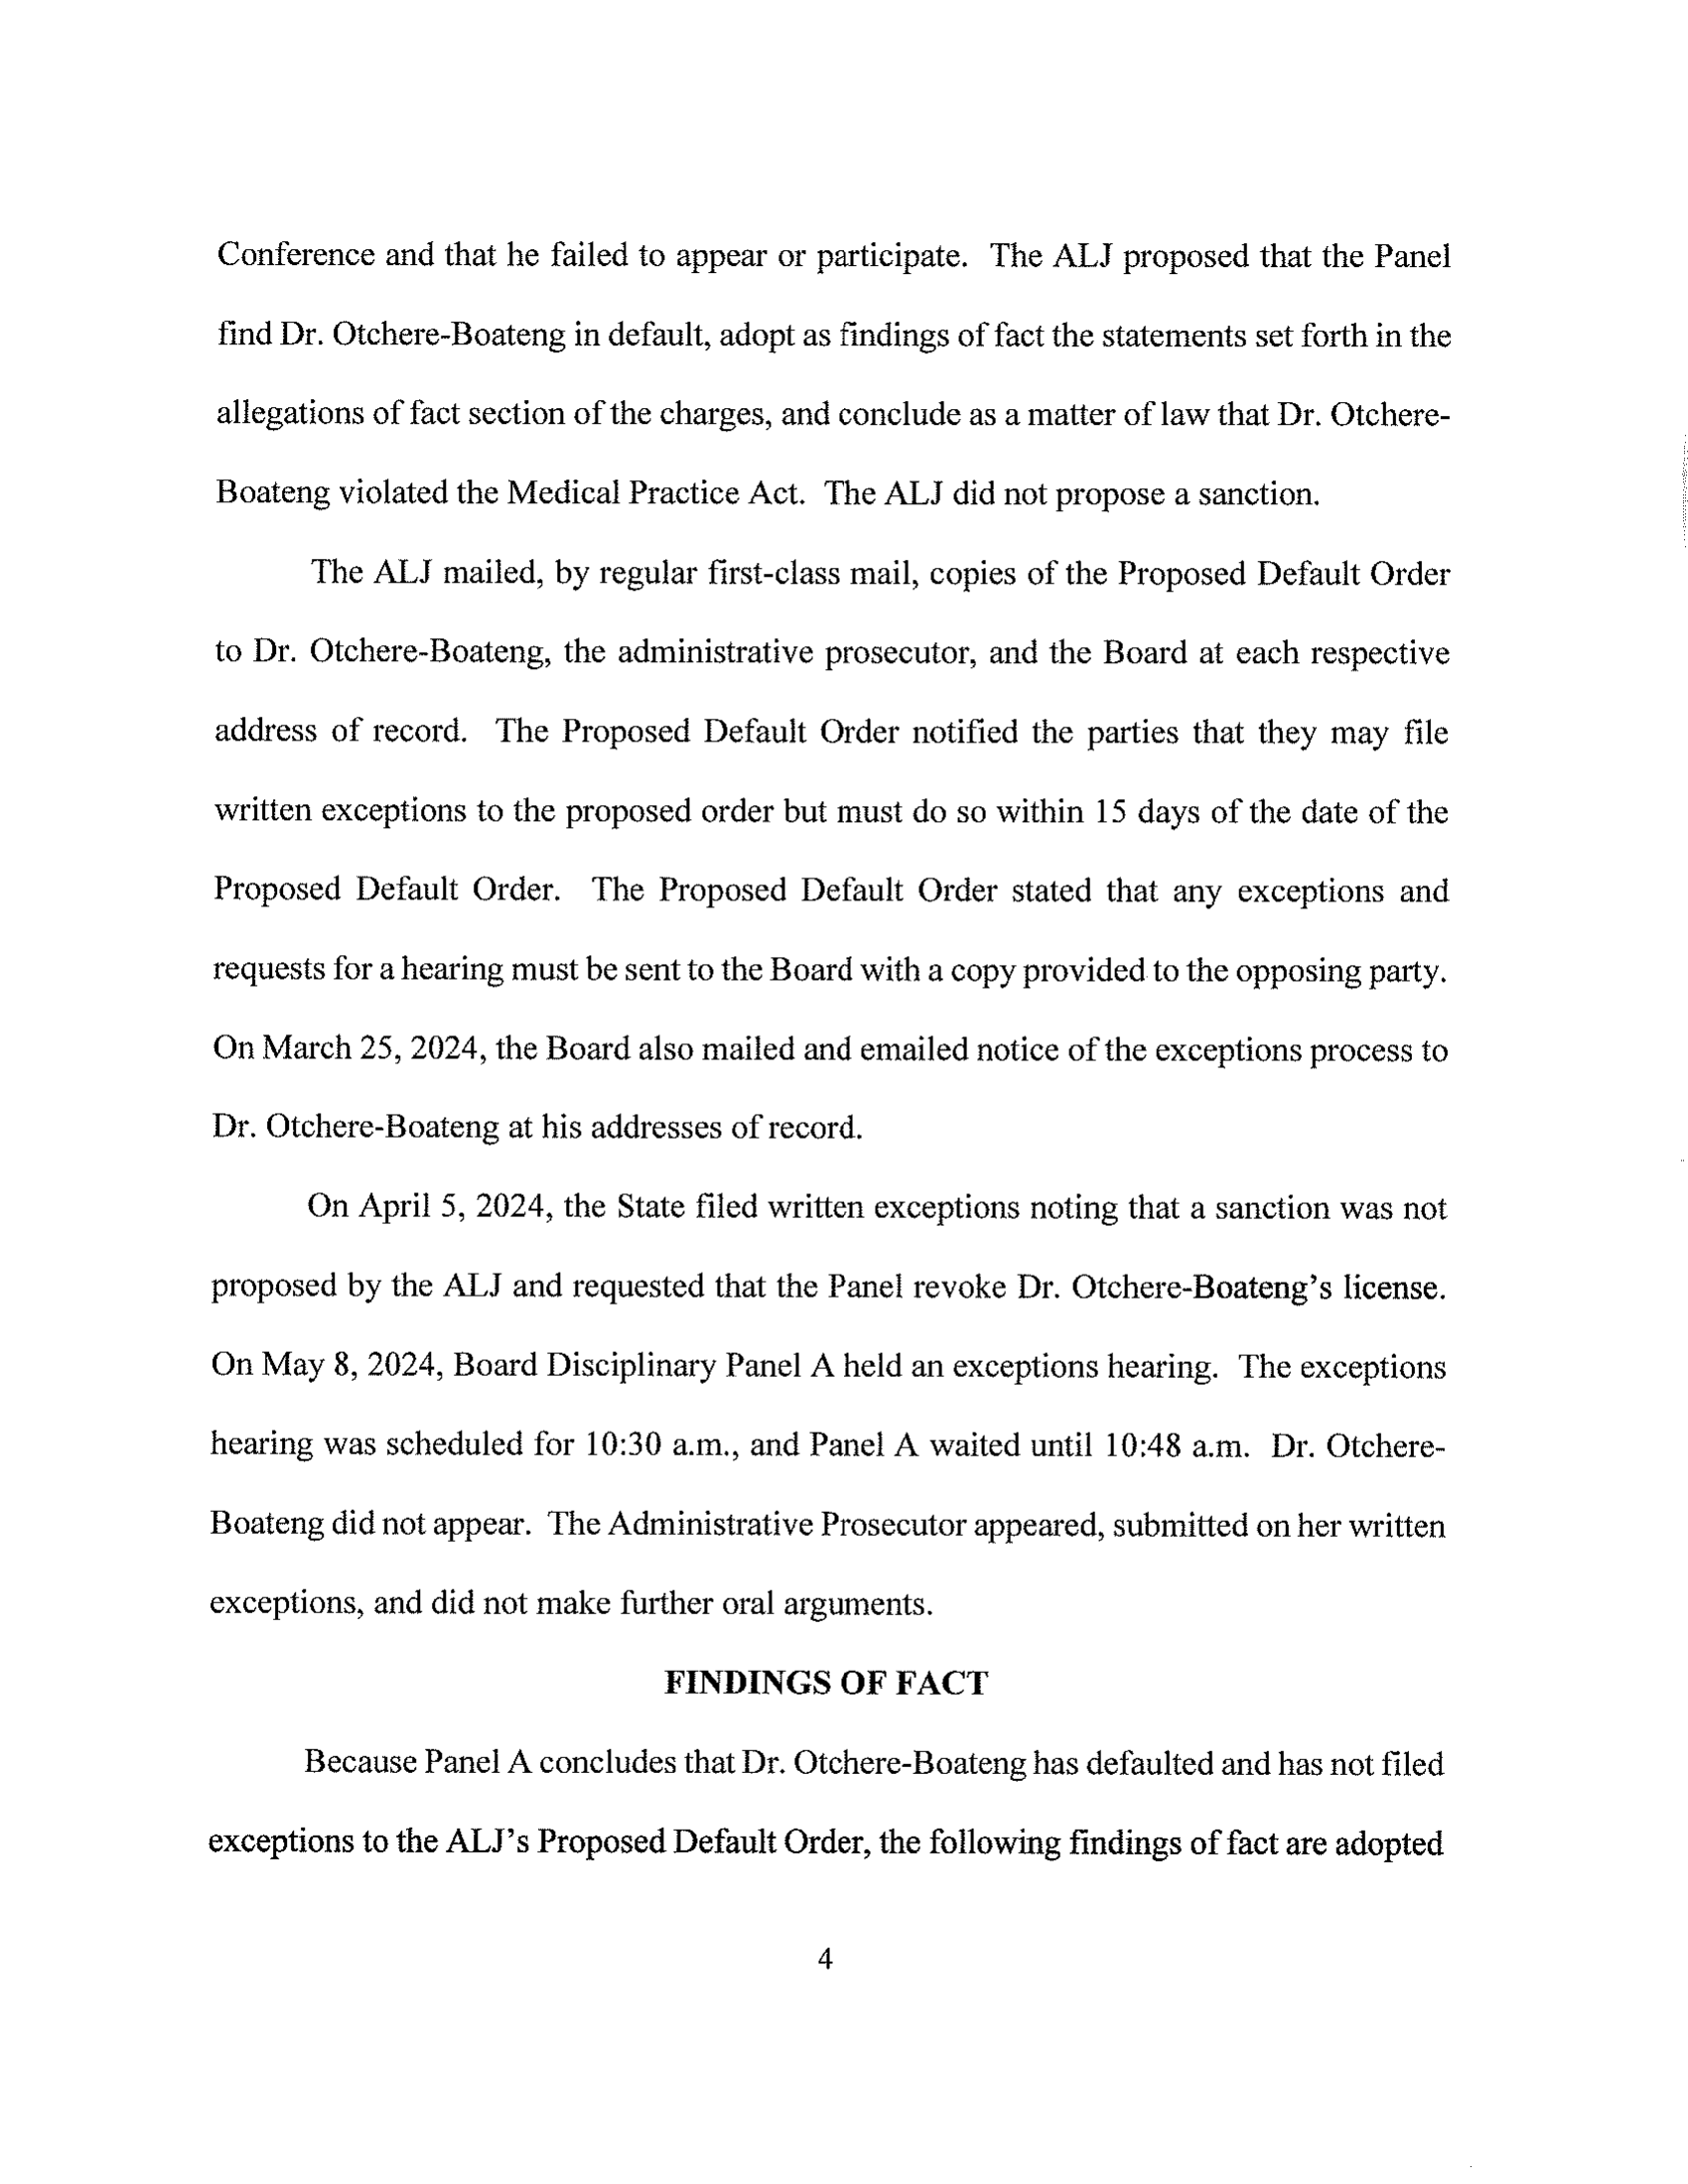 Conference and that he failed to appear or participate. The ALJ proposed that the Panel
find Dr. Otchere-Boateng in default, adopt as findings of fact the statements set forth in the
allegations of fact section of the charges, and conclude as a matter of law that Dr. Otchere-
Boateng violated the Medical Practice Act. The ALJ did not propose a sanction.
The ALJ mailed, by regular first-class mail, copies of the Proposed Default Order
to Dr. Otchere-Boateng, the administrative prosecutor, and the Board at each respective
address of record. The Proposed Default Order notified the parties that they may file
written exceptions to the proposed order but must do so within 15 days of the date of the
Proposed Default Order. The Proposed Default Order stated that any exceptions and
requests for a hearing must be sent to the Board with a copy provided to the opposing party.
On March 25, 2024, the Board also mailed and emailed notice of the exceptions process to
Dr. Otchere-Boateng at his addresses of record.
On April 5, 2024, the State filed written exceptions noting that a sanction was not
proposed by the ALJ and requested that the Panel revoke Dr. Otchere-Boateng's license.
On May 8, 2024, Board Disciplinary Panel A held an exceptions hearing. The exceptions
hearing was scheduled for 10:30 a.m., and Panel A waited until 10:48 a.m. Dr. Otchere-
Boateng did not appear. The Administrative Prosecutor appeared, submitted on her written
exceptions, and did not make further oral arguments.
FINDINGS OF FACT
Because Panel A concludes that Dr. Otchere-Boateng has defaulted and has not filed
exceptions to the ALJ's Proposed Default Order, the following findings of fact are adopted
4